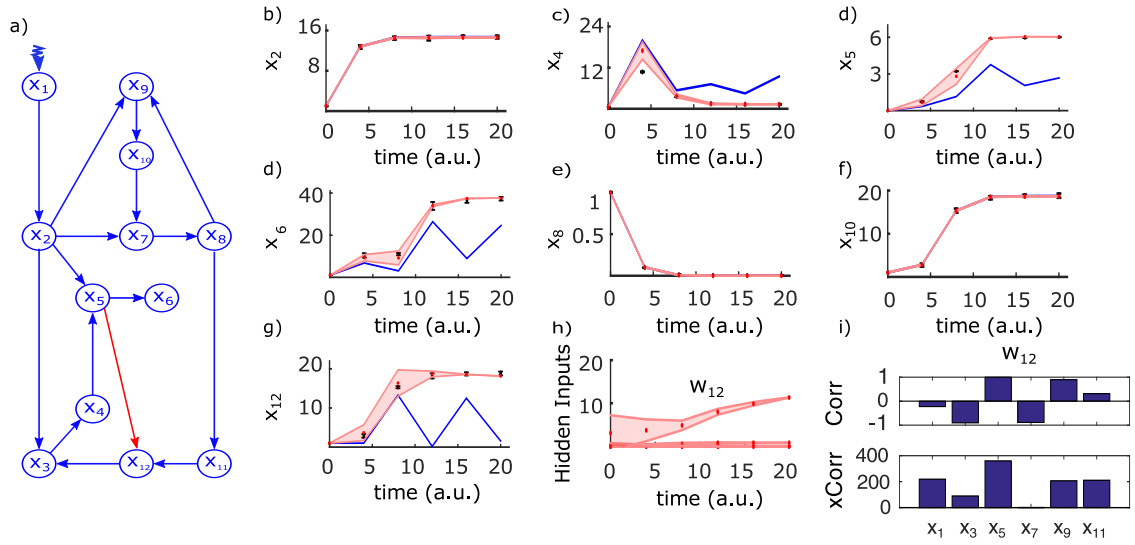 a)
x₁
x₉
x₁₀
x₂
x₇
x₈
x₅
x₆
x₄
x₃
x₁₂
x₁₁
b)
x₂
16
8
0 5 10 15 20
time (a.u.)
c)
x₄
24
12
0 5 10 15 20
time (a.u.)
d)
x₅
6
3
0 5 10 15 20
time (a.u.)
d)
x₆
40
20
0 5 10 15 20
time (a.u.)
e)
x₈
1
0.5
0 5 10 15 20
time (a.u.)
f)
x₁₀
20
10
0 5 10 15 20
time (a.u.)
g)
x₁₂
20
10
0 5 10 15 20
time (a.u.)
h)
Hidden Inputs
20
10
w₁₂
0 5 10 15 20
time (a.u.)
i)
w₁₂
Corr
1
0
-1
xCorr
400
200
0
x₁ x₃ x₅ x₇ x₉ x₁₁